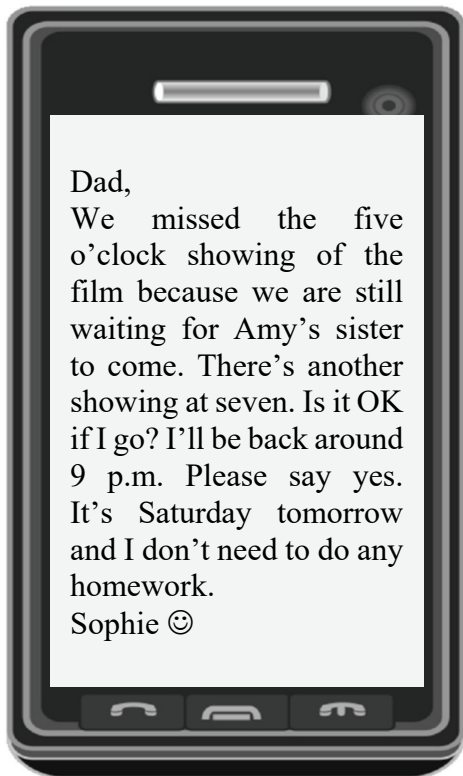 Dad,
We missed the five
o’clock showing of the
film because we are still
waiting for Amy’s sister
to come. There’s another
showing at seven. Is it OK
if I go? I’ll be back around
9 p.m. Please say yes.
It’s Saturday tomorrow
and I don’t need to do any
homework.
Sophie ☺